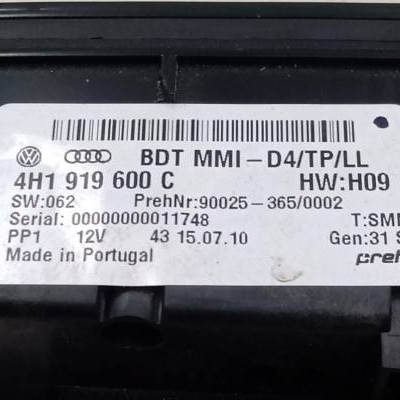 BDT MMI - D4/TP/LL
4H1 919 600 C HW:H09
SW:062 PrehNr:90025-365/0002
Serial: 00000000011748 T:SM
PP1 12V 43 15.07.10 Gen:31 S
Made in Portugal preh